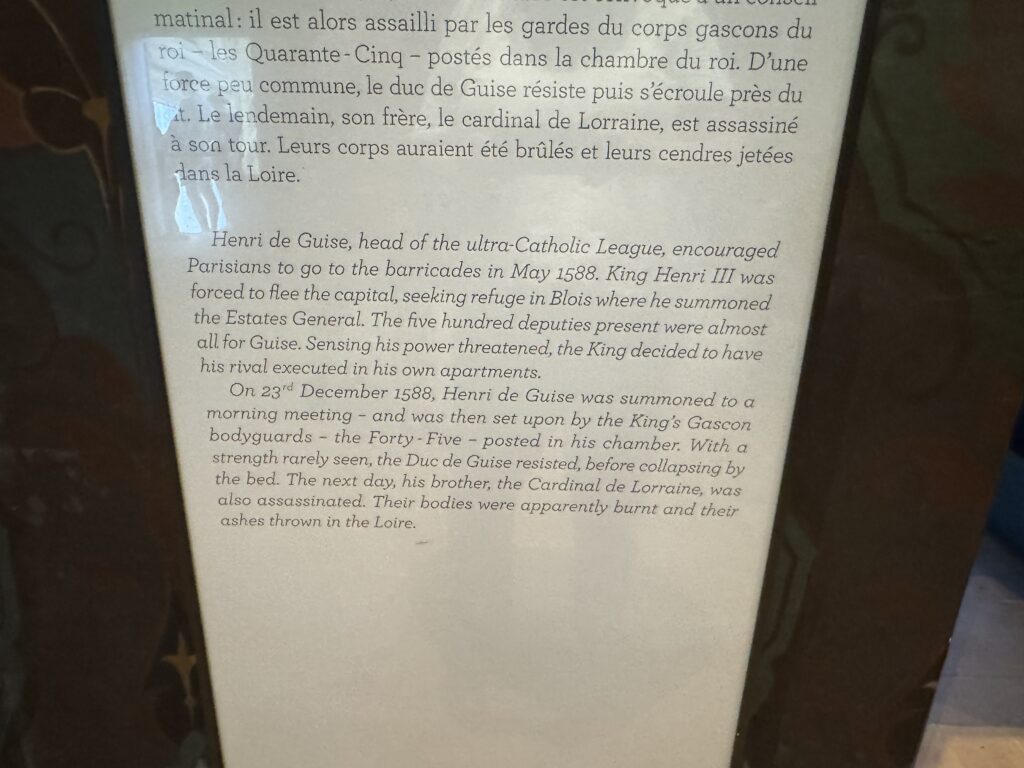 matinal : il est alors assailli par les gardes du corps gascons du
roi – les Quarante-Cinq – postés dans la chambre du roi. D’une
force peu commune, le duc de Guise résiste puis s’écroule près du
Le lendemain, son frère, le cardinal de Lorraine, est assassiné
à son tour. Leurs corps auraient été brûlés et leurs cendres jetées
dans la Loire.
Henri de Guise, head of the ultra-Catholic League, encouraged
Parisians to go to the barricades in May 1588. King Henri III was
forced to flee the capital, seeking refuge in Blois where he summoned
the Estates General. The five hundred deputies present were almost
all for Guise. Sensing his power threatened, the King decided to have
his rival executed in his own apartments.
On 23rd December 1588, Henri de Guise was summoned to a
morning meeting – and was then set upon by the King’s Gascon
bodyguards – the Forty-Five – posted in his chamber. With a
strength rarely seen, the Duc de Guise resisted, before collapsing by
the bed. The next day, his brother, the Cardinal de Lorraine, was
also assassinated. Their bodies were apparently burnt and their
ashes thrown in the Loire.